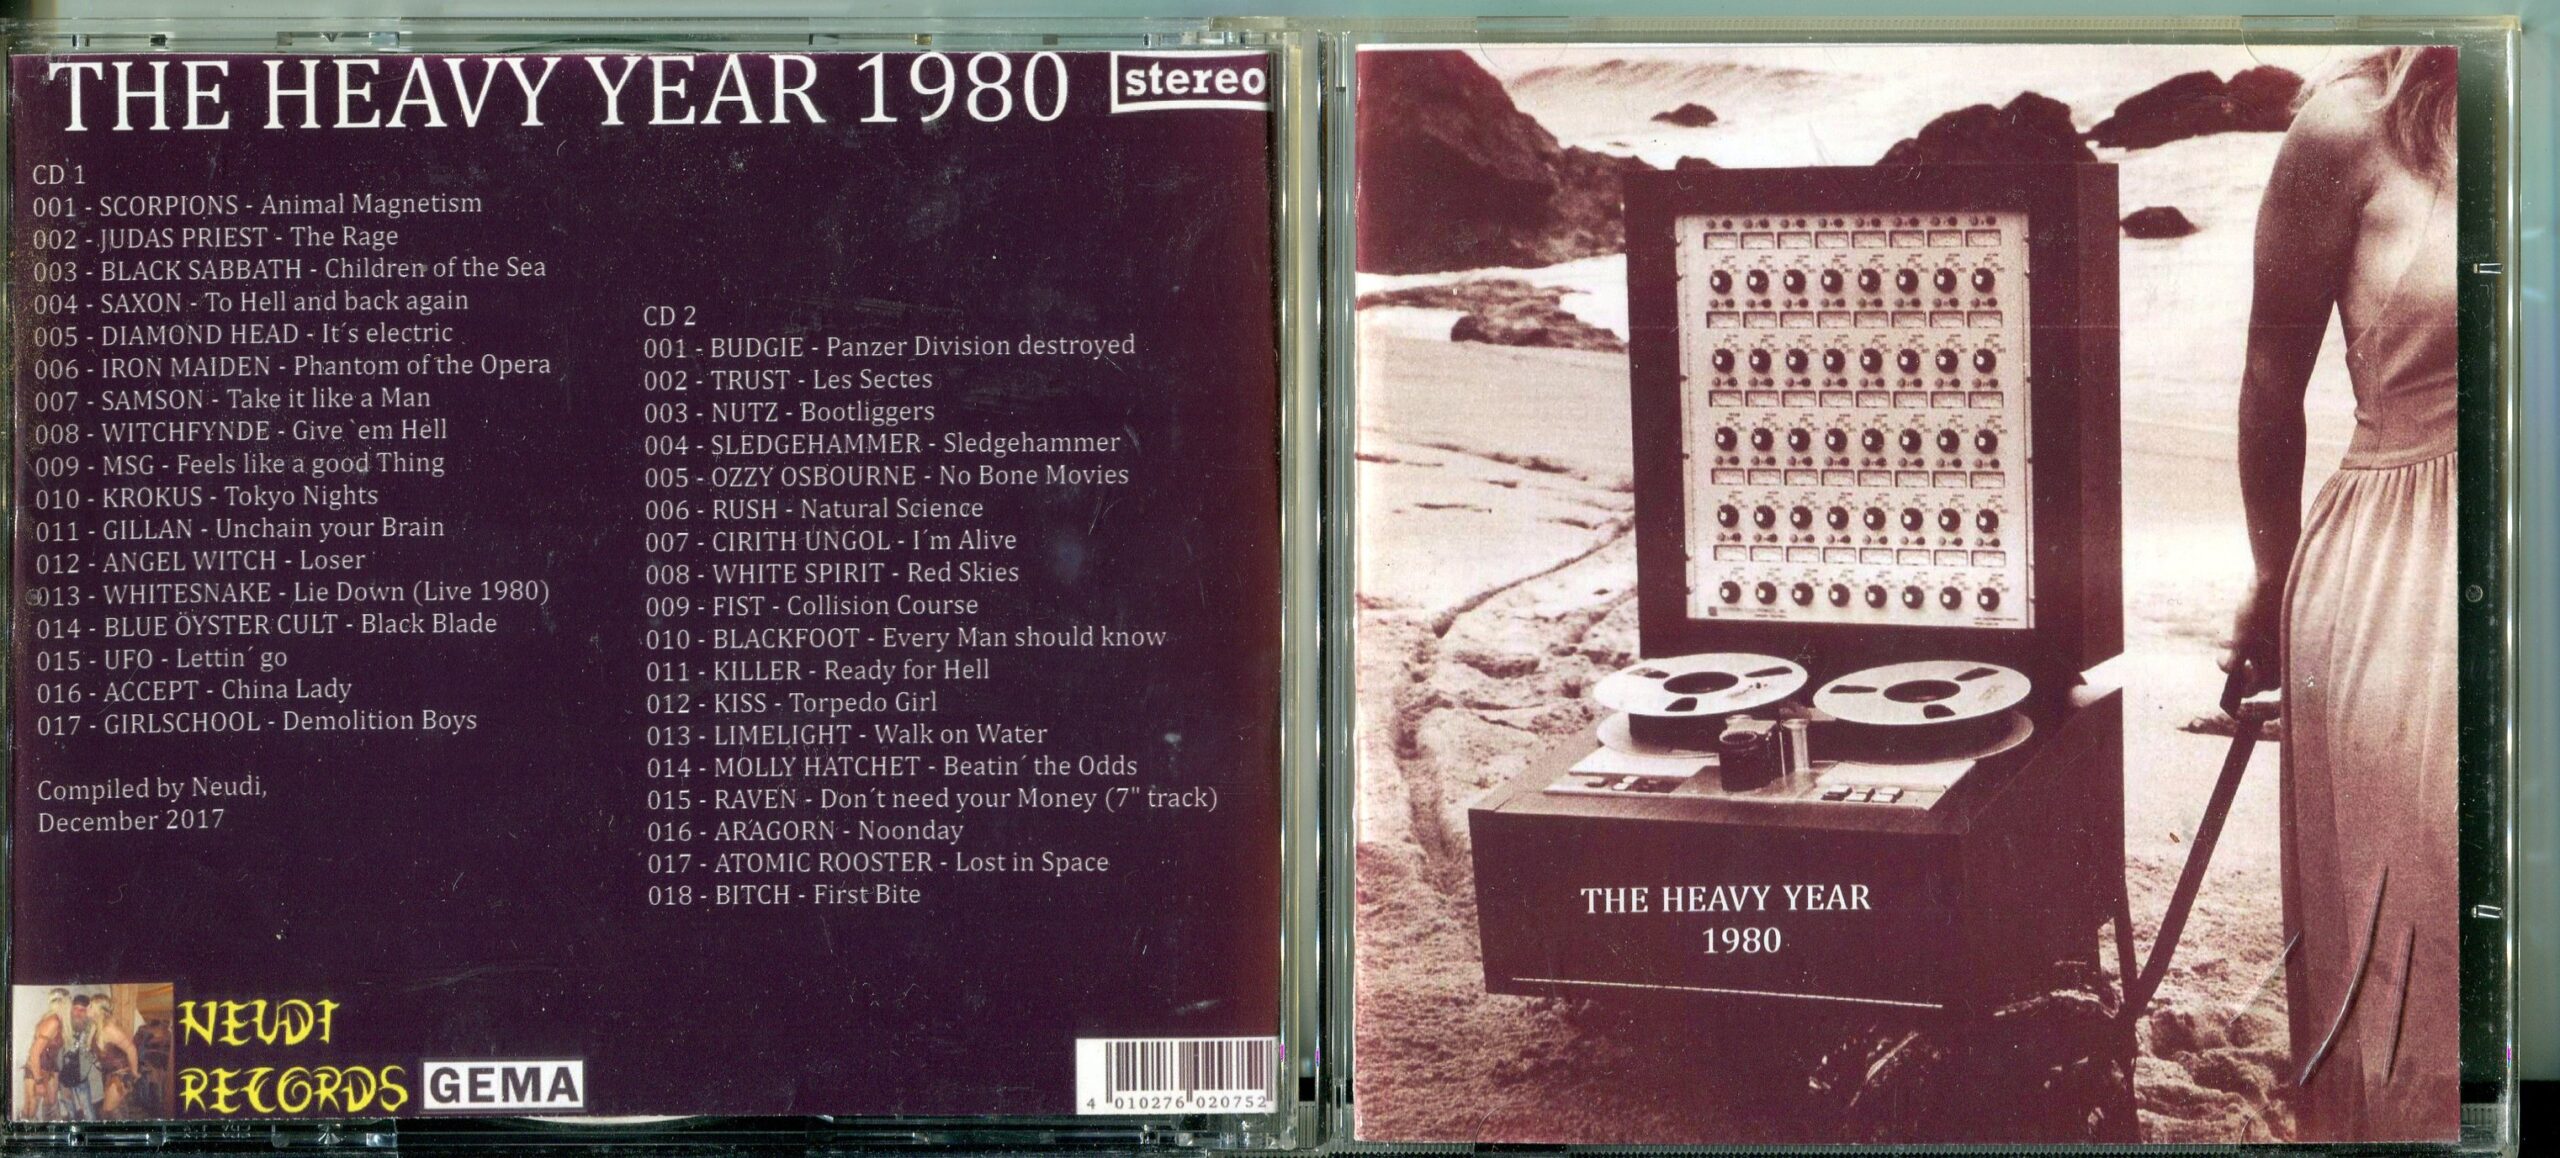 THE HEAVY YEAR 1980
stereo
CD 1
001 - SCORPIONS - Animal Magnetism
002 - JUDAS PRIEST - The Rage
003 - BLACK SABBATH - Children of the Sea
004 - SAXON - To Hell and back again
005 - DIAMOND HEAD - It´s electric
006 - IRON MAIDEN - Phantom of the Opera
007 - SAMSON - Take it like a Man
008 - WITCHFYNDE - Give `em Hell
009 - MSG - Feels like a good Thing
010 - KROKUS - Tokyo Nights
011 - GILLAN - Unchain your Brain
012 - ANGEL WITCH - Loser
013 - WHITESNAKE - Lie Down (Live 1980)
014 - BLUE ÖYSTER CULT - Black Blade
015 - UFO - Lettin´ go
016 - ACCEPT - China Lady
017 - GIRLSCHOOL - Demolition Boys
Compiled by Neudi,
December 2017
CD 2
001 - BUDGIE - Panzer Division destroyed
002 - TRUST - Les Sectes
003 - NUTZ - Bootliggers
004 - SLEDGEHAMMER - Sledgehammer
005 - OZZY OSBOURNE - No Bone Movies
006 - RUSH - Natural Science
007 - CIRITH UNGOL - I´m Alive
008 - WHITE SPIRIT - Red Skies
009 - FIST - Collision Course
010 - BLACKFOOT - Every Man should know
011 - KILLER - Ready for Hell
012 - KISS - Torpedo Girl
013 - LIMELIGHT - Walk on Water
014 - MOLLY HATCHET - Beatin´ the Odds
015 - RAVEN - Don´t need your Money (7" track)
016 - ARAGORN - Noonday
017 - ATOMIC ROOSTER - Lost in Space
018 - BITCH - First Bite
NEUDI
RECORDS
GEMA
4 010276 020752
THE HEAVY YEAR
1980